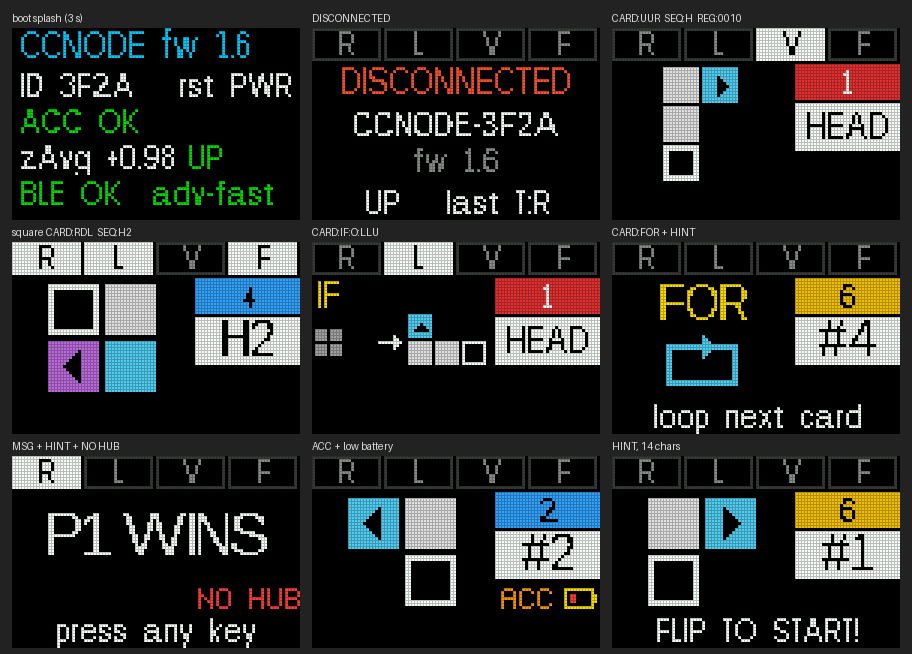 boot splash (3 s)
CCNODE fw 1.6
ID 3F2A rst PWR
ACC OK
zAvg +0.98 UP
BLE OK adv-fast
DISCONNECTED
R L V F
DISCONNECTED
CCNODE-3F2A
fw 1.6
UP last T:R
CARD:UUR SEQ:H REG:0010
R L V F
1
HEAD
square CARD:RDL SEQ:H2
R L V F
4
H2
CARD:IF:O:LLU
R L V F
IF
1
HEAD
CARD:FOR + HINT
R L V F
FOR
6
#4
loop next card
MSG + HINT + NO HUB
R L V F
P1 WINS
NO HUB
press any key
ACC + low battery
R L V F
2
#2
ACC
HINT, 14 chars
R L V F
6
#1
FLIP TO START!